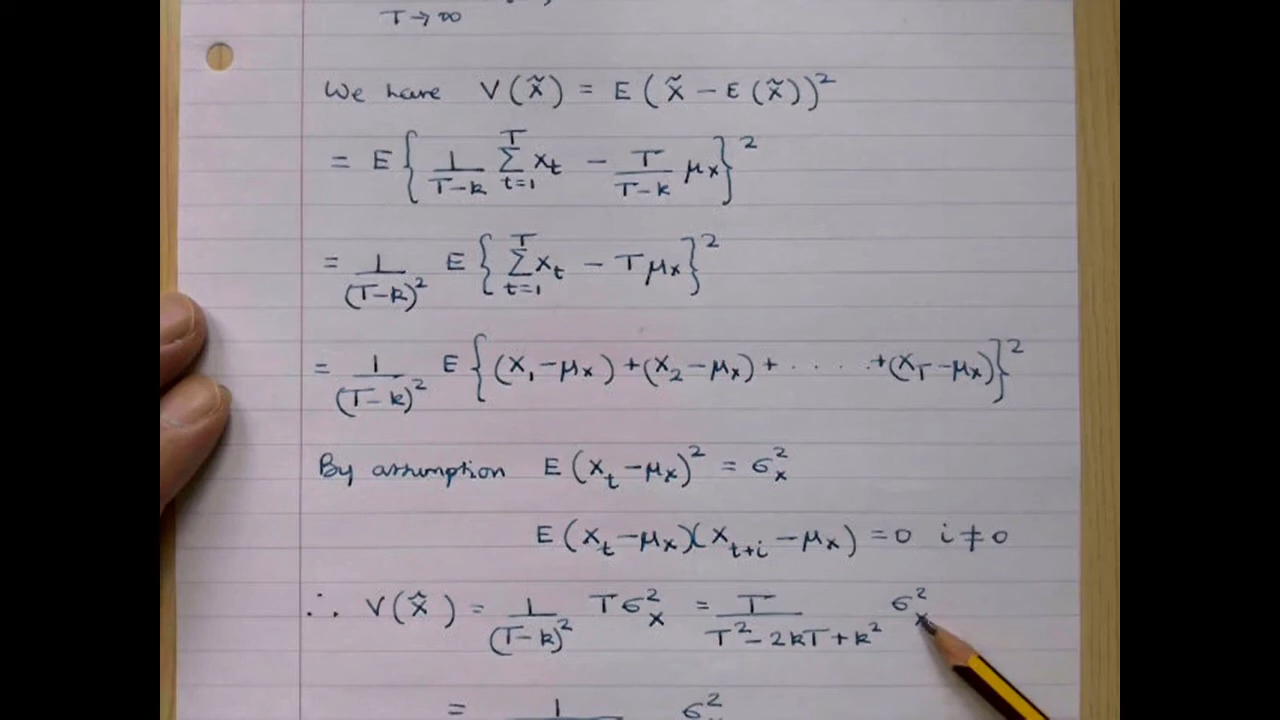 T → ∞
We have V(x̃) = E(x̃ − E(x̃))²
= E{ 1/(T−k) Σ_{t=1}^{T} x_t − T/(T−k) μ_x }²
= 1/(T−k)² E{ Σ_{t=1}^{T} x_t − Tμ_x }²
= 1/(T−k)² E{ (x₁−μ_x) + (x₂−μ_x) + ····· + (x_T−μ_x) }²
By assumption E(x_t−μ_x)² = σ_x²
E(x_t−μ_x)(x_{t+i}−μ_x) = 0 i ≠ 0
∴ V(x̃) = 1/(T−k)² Tσ_x² = T/(T²−2kT+k²) σ_x²
= 1 σ_x²